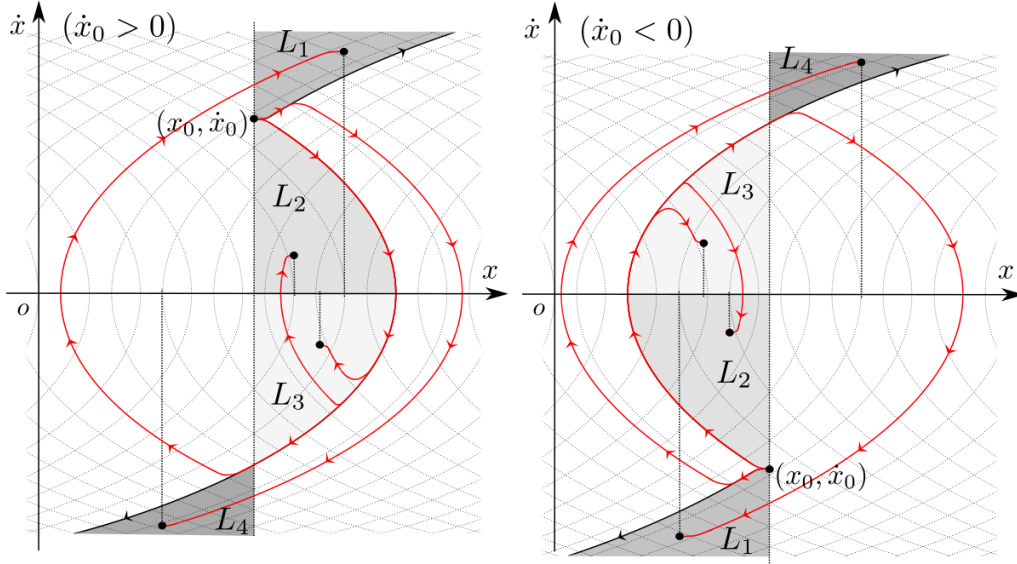 ẋ (ẋ₀ > 0)
L₁
(x₀, ẋ₀)
L₂
x
o
L₃
L₄
ẋ (ẋ₀ < 0)
L₄
L₃
x
o
L₂
(x₀, ẋ₀)
L₁